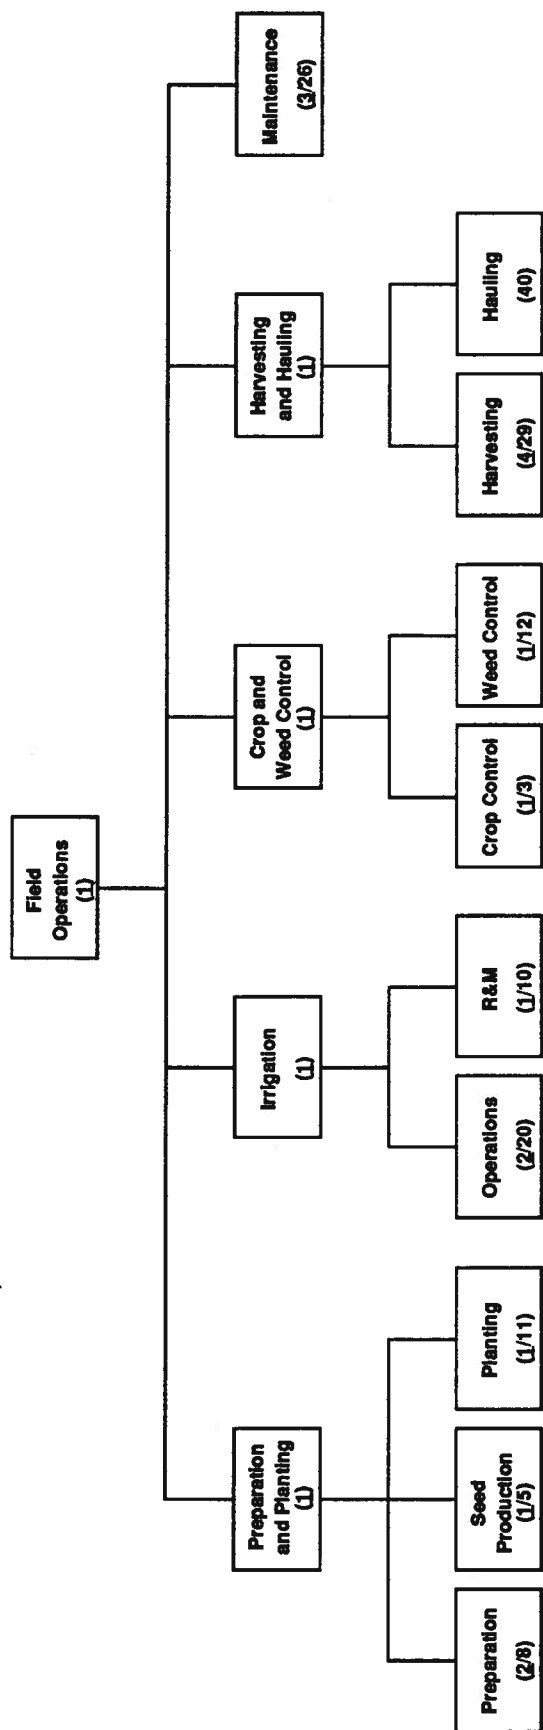 Field
Operations
(1)
Preparation
and Planting
(1)
Irrigation
(1)
Crop and
Weed Control
(1)
Harvesting
and Hauling
(1)
Maintenance
(3/26)
Preparation
(2/8)
Seed
Production
(1/5)
Planting
(1/11)
Operations
(2/20)
R&M
(1/10)
Crop Control
(1/3)
Weed Control
(1/12)
Harvesting
(4/29)
Hauling
(40)